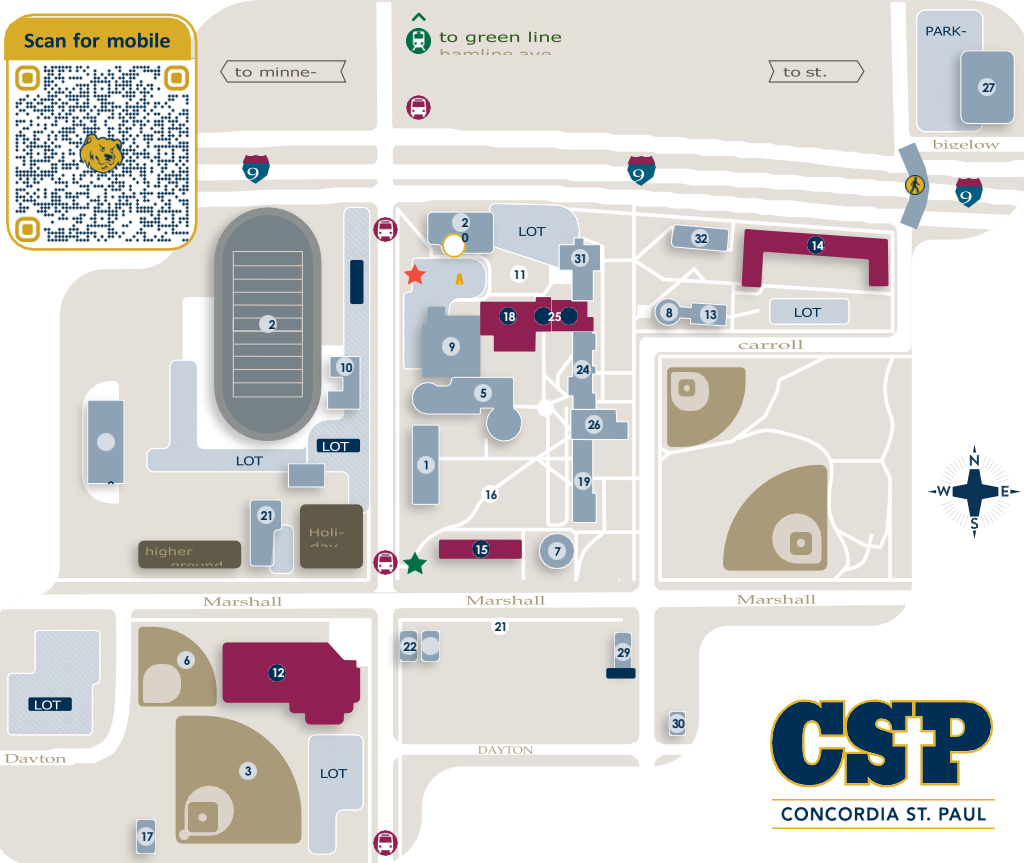 Scan for mobile
to green line
to minne-
to st.
PARK-
27
bigelow
9
9
9
2
0
LOT
31
32
14
11
2
18
25
8
13
LOT
9
carroll
10
24
5
26
LOT
LOT
1
19
16
N
W
E
S
21
Holi-
higher
15
7
Marshall
Marshall
Marshall
21
22
29
6
12
LOT
30
Dayton
DAYTON
3
LOT
17
CSP
CONCORDIA ST. PAUL